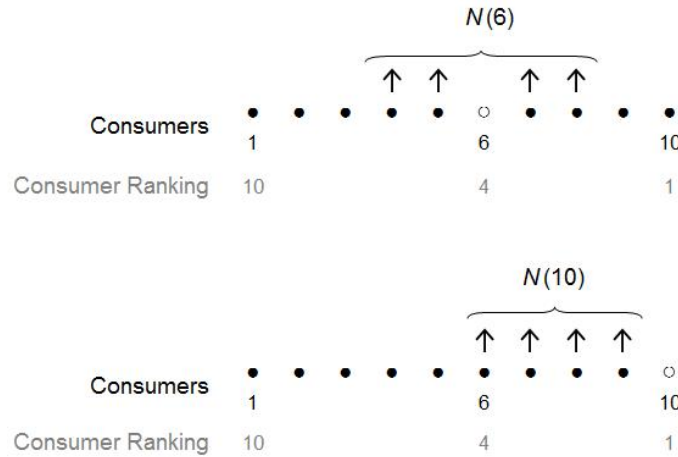 N(6)
Consumers
1 6 10
Consumer Ranking 10 4 1
N(10)
Consumers
1 6 10
Consumer Ranking 10 4 1